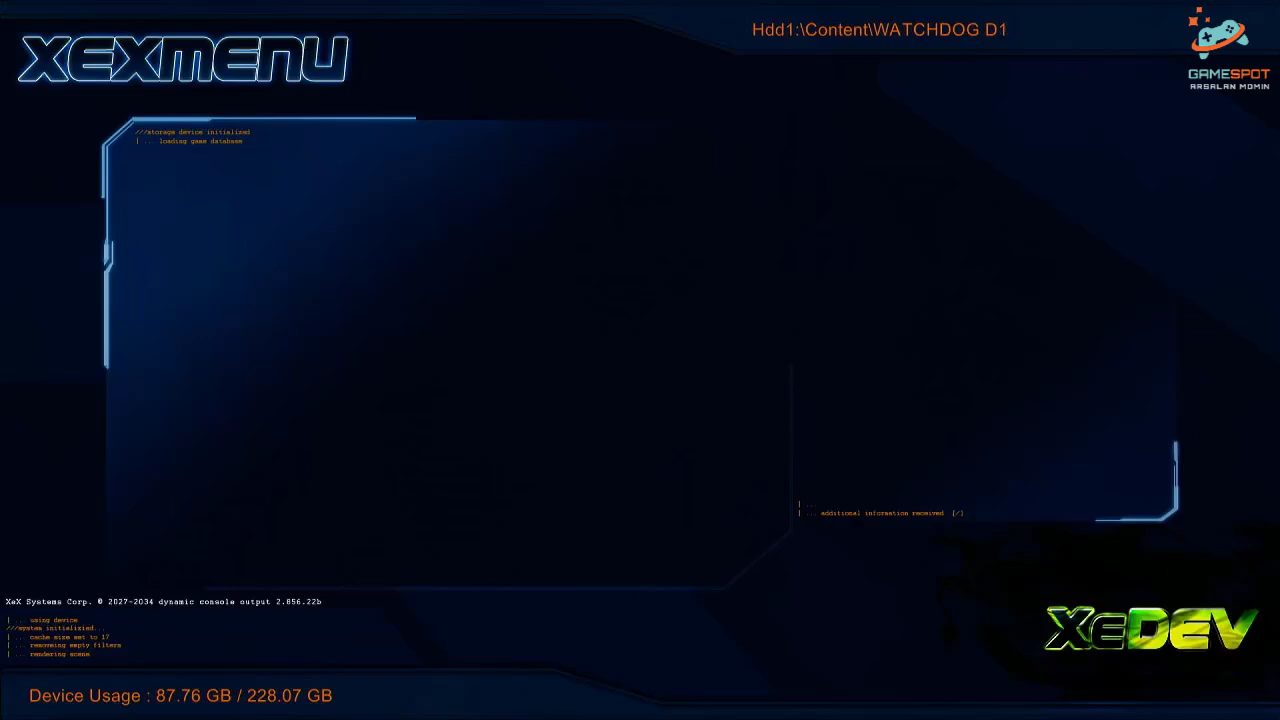 XEXMENU
Hdd1:\Content\WATCHDOG D1
GAMESPOT
ARSALAN MOMIN
///storage device initialized
| ... loading game database
| ...
| ... additional information received [/]
XeX Systems Corp. © 2027-2034 dynamic console output 2.856.22b
| ... using device
///system initializied...
| ... cache size set to 17
| ... removeing empty filters
| ... rendering scene
XeDEV
Device Usage : 87.76 GB / 228.07 GB